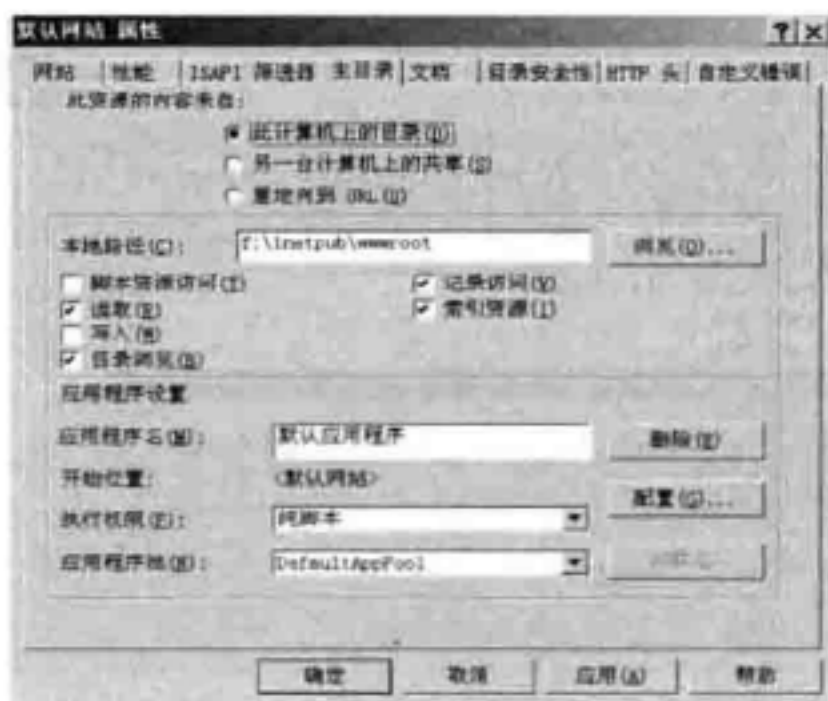 默认网站 属性
网站 性能 ISAPI 筛选器 主目录 文档 目录安全性 HTTP 头 自定义错误
此资源的内容来自:
此计算机上的目录(D)
另一台计算机上的共享(S)
重定向到 URL(U)
本地路径(C): f:\inetpub\wwwroot 浏览(O)...
脚本资源访问(T) 记录访问(V)
读取(R) 索引资源(I)
写入(W)
目录浏览(B)
应用程序设置
应用程序名(M): 默认应用程序 删除(E)
开始位置: <默认网站>
配置(G)...
执行权限(P): 纯脚本
应用程序池(N): DefaultAppPool
确定 取消 应用(A) 帮助